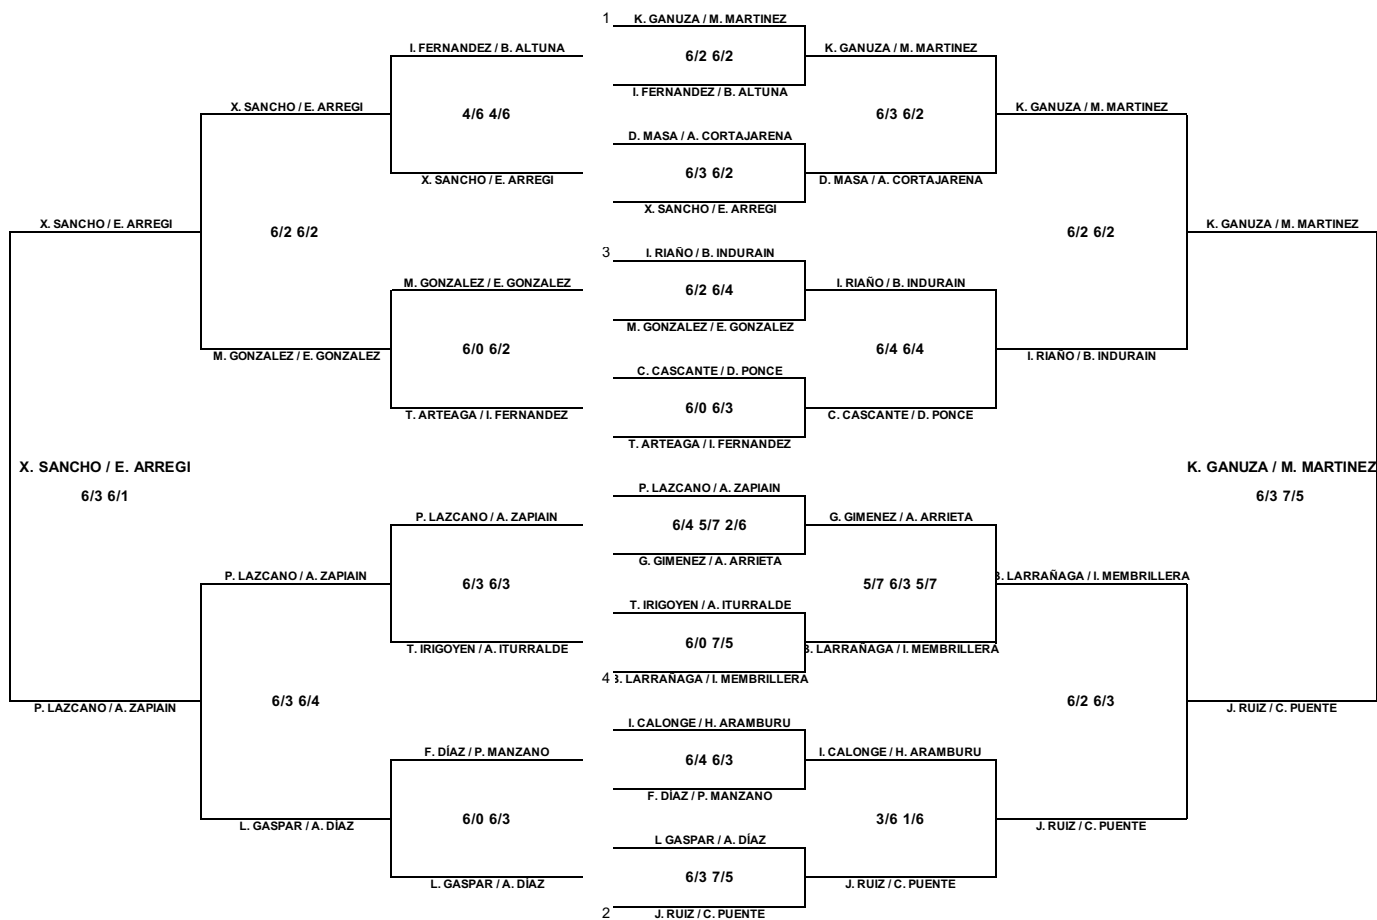 1 K. GANUZA / M. MARTINEZ
I. FERNANDEZ / B. ALTUNA 6/2 6/2 K. GANUZA / M. MARTINEZ
I. FERNANDEZ / B. ALTUNA
X. SANCHO / E. ARREGI 4/6 4/6 6/3 6/2 K. GANUZA / M. MARTINEZ
D. MASA / A. CORTAJARENA
X. SANCHO / E. ARREGI 6/3 6/2 D. MASA / A. CORTAJARENA
X. SANCHO / E. ARREGI
X. SANCHO / E. ARREGI 6/2 6/2 6/2 6/2 K. GANUZA / M. MARTINEZ
3 I. RIAÑO / B. INDURAIN
M. GONZALEZ / E. GONZALEZ 6/2 6/4 I. RIAÑO / B. INDURAIN
M. GONZALEZ / E. GONZALEZ
M. GONZALEZ / E. GONZALEZ 6/0 6/2 6/4 6/4 I. RIAÑO / B. INDURAIN
C. CASCANTE / D. PONCE
T. ARTEAGA / I. FERNANDEZ 6/0 6/3 C. CASCANTE / D. PONCE
T. ARTEAGA / I. FERNANDEZ
X. SANCHO / E. ARREGI K. GANUZA / M. MARTINEZ
6/3 6/1 P. LAZCANO / A. ZAPIAIN 6/3 7/5
P. LAZCANO / A. ZAPIAIN 6/4 5/7 2/6 G. GIMENEZ / A. ARRIETA
G. GIMENEZ / A. ARRIETA
P. LAZCANO / A. ZAPIAIN 6/3 6/3 5/7 6/3 5/7 LARRAÑAGA / I. MEMBRILLERA
T. IRIGOYEN / A. ITURRALDE
T. IRIGOYEN / A. ITURRALDE 6/0 7/5 LARRAÑAGA / I. MEMBRILLERA
4 LARRAÑAGA / I. MEMBRILLERA
P. LAZCANO / A. ZAPIAIN 6/3 6/4 6/2 6/3 J. RUIZ / C. PUENTE
I. CALONGE / H. ARAMBURU
F. DÍAZ / P. MANZANO 6/4 6/3 I. CALONGE / H. ARAMBURU
F. DÍAZ / P. MANZANO
L. GASPAR / A. DÍAZ 6/0 6/3 3/6 1/6 J. RUIZ / C. PUENTE
L GASPAR / A. DÍAZ
L. GASPAR / A. DÍAZ 6/3 7/5 J. RUIZ / C. PUENTE
2 J. RUIZ / C. PUENTE